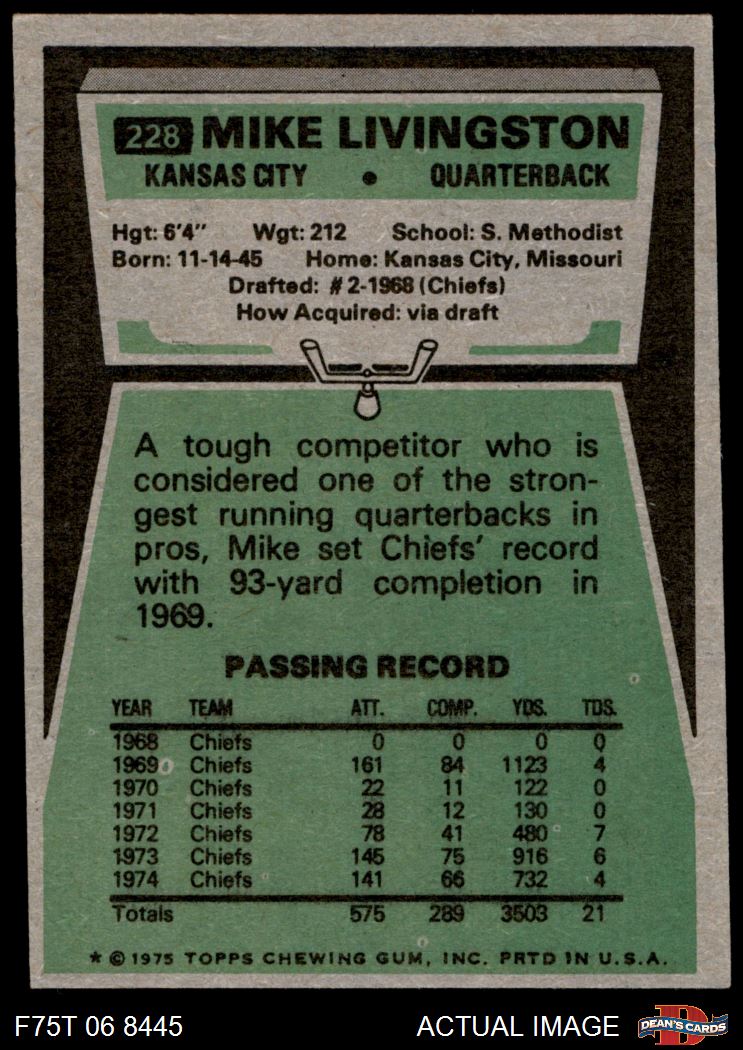 228 MIKE LIVINGSTON
KANSAS CITY • QUARTERBACK
Hgt: 6'4" Wgt: 212 School: S. Methodist
Born: 11-14-45 Home: Kansas City, Missouri
Drafted: #2-1968 (Chiefs)
How Acquired: via draft
A tough competitor who is
considered one of the stron-
gest running quarterbacks in
pros, Mike set Chiefs' record
with 93-yard completion in
1969.
PASSING RECORD
YEAR TEAM ATT. COMP. YDS. TDS.
1968 Chiefs 0 0 0 0
1969 Chiefs 161 84 1123 4
1970 Chiefs 22 11 122 0
1971 Chiefs 28 12 130 0
1972 Chiefs 78 41 480 7
1973 Chiefs 145 75 916 6
1974 Chiefs 141 66 732 4
Totals 575 289 3503 21
* © 1975 TOPPS CHEWING GUM, INC. PRTD IN U.S.A.
F75T 06 8445 ACTUAL IMAGE D DEAN'S CARDS